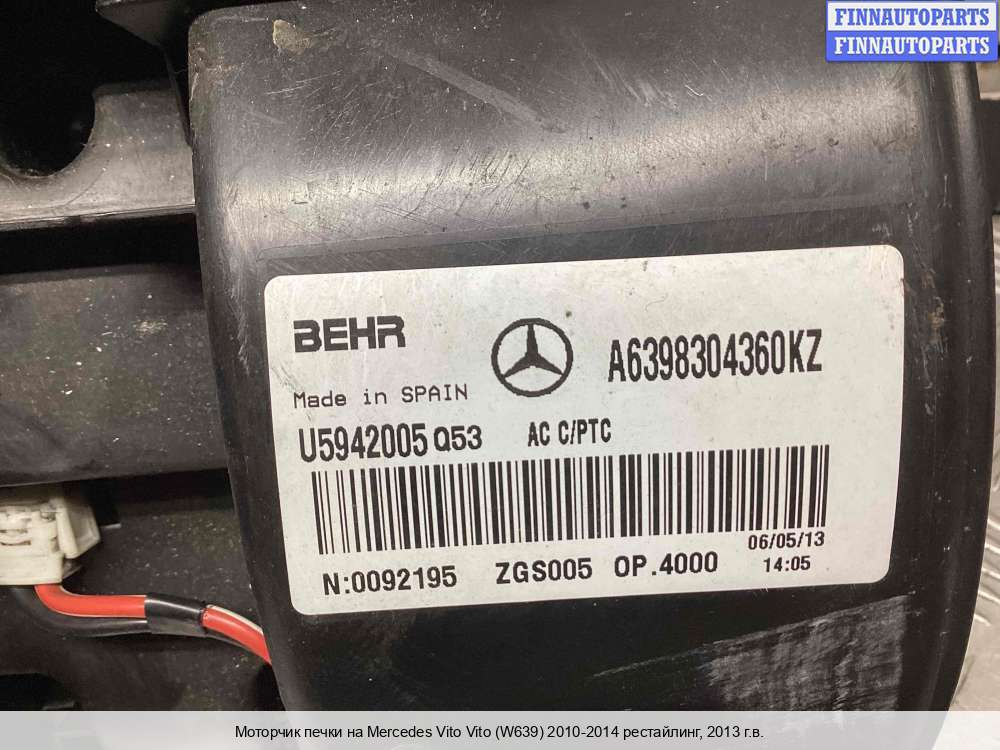 FINNAUTOPARTS
FINNAUTOPARTS
BEHR
A6398304360KZ
Made in SPAIN
U5942005 Q53 AC C/PTC
06/05/13
N:0092195 ZGS005 OP.4000 14:05
Моторчик печки на Mercedes Vito Vito (W639) 2010-2014 рестайлинг, 2013 г.в.